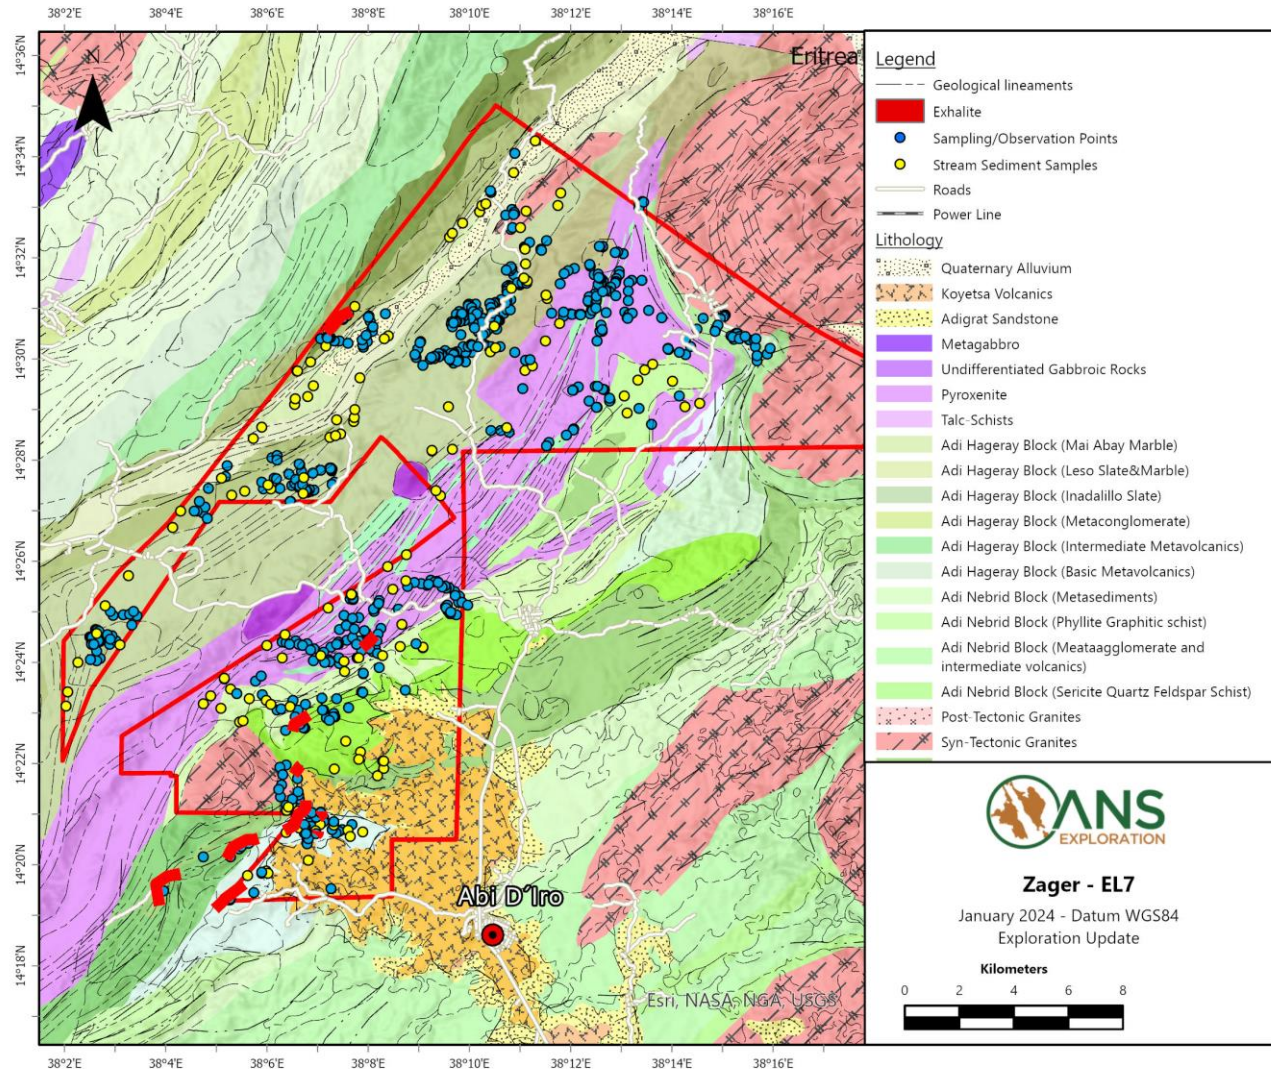 38°2'E 38°4'E 38°6'E 38°8'E 38°10'E 38°12'E 38°14'E 38°16'E
14°36'N
14°34'N
14°32'N
14°30'N
14°28'N
14°26'N
14°24'N
14°22'N
14°20'N
14°18'N
N
Eritrea
Abi D'Iro
Esri, NASA, NGA, USGS
38°2'E 38°4'E 38°6'E 38°8'E 38°10'E 38°12'E 38°14'E 38°16'E
Legend
Geological lineaments
Exhalite
Sampling/Observation Points
Stream Sediment Samples
Roads
Power Line
Lithology
Quaternary Alluvium
Koyetsa Volcanics
Adigrat Sandstone
Metagabbro
Undifferentiated Gabbroic Rocks
Pyroxenite
Talc-Schists
Adi Hageray Block (Mai Abay Marble)
Adi Hageray Block (Leso Slate&Marble)
Adi Hageray Block (Inadalillo Slate)
Adi Hageray Block (Metaconglomerate)
Adi Hageray Block (Intermediate Metavolcanics)
Adi Hageray Block (Basic Metavolcanics)
Adi Nebrid Block (Metasediments)
Adi Nebrid Block (Phyllite Graphitic schist)
Adi Nebrid Block (Meataagglomerate and
intermediate volcanics)
Adi Nebrid Block (Sericite Quartz Feldspar Schist)
Post-Tectonic Granites
Syn-Tectonic Granites
ANS
EXPLORATION
Zager - EL7
January 2024 - Datum WGS84
Exploration Update
Kilometers
0 2 4 6 8